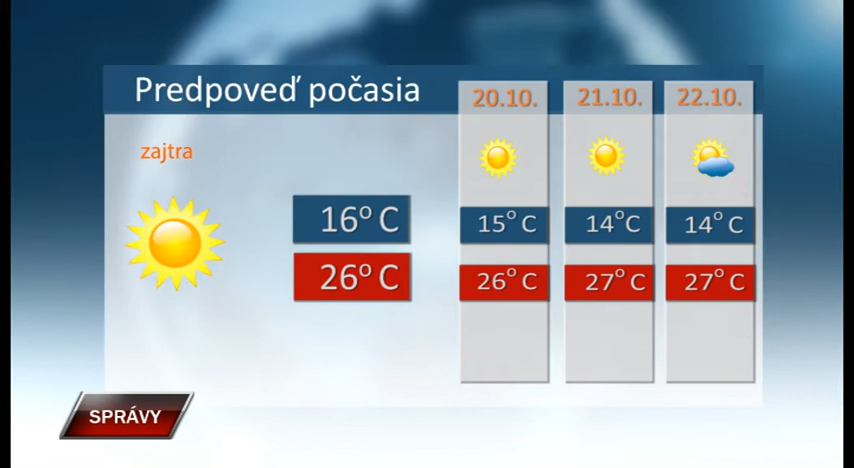 Predpoveď počasia
zajtra
16° C
26° C
20.10.
15° C
26° C
21.10.
14°C
27° C
22.10.
14° C
27° C
SPRÁVY